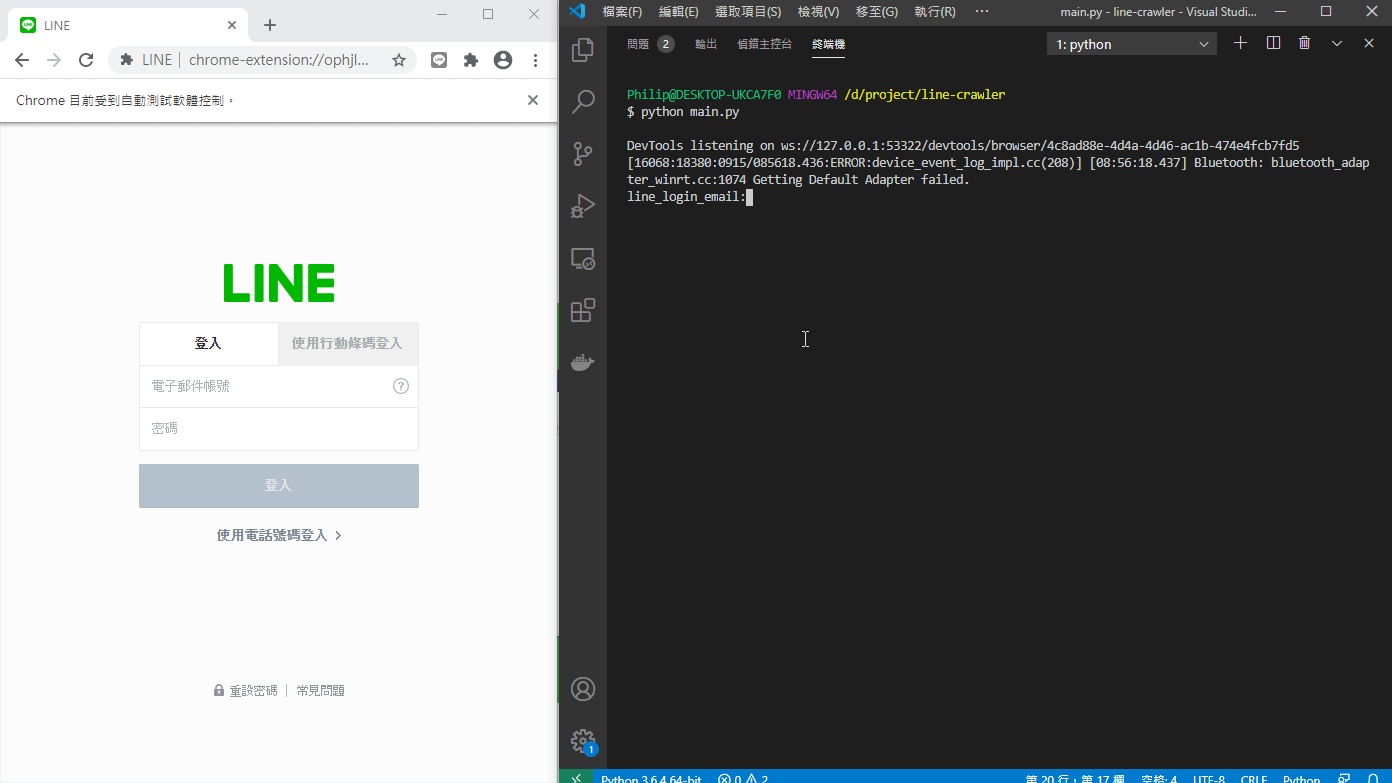 LINE
LINE
chrome-extension://ophjl...
Chrome 目前受到自動測試軟體控制。
LINE
登入
使用行動條碼登入
電子郵件帳號
?
密碼
登入
使用電話號碼登入 >
重設密碼 | 常見問題
檔案(F) 編輯(E) 選取項目(S) 檢視(V) 移至(G) 執行(R) ··· main.py - line-crawler - Visual Studi...
問題 2 輸出 偵錯主控台 終端機 1: python
Philip@DESKTOP-UKCA7F0 MINGW64 /d/project/line-crawler
$ python main.py
DevTools listening on ws://127.0.0.1:53322/devtools/browser/4c8ad88e-4d4a-4d46-ac1b-474e4fcb7fd5
[16068:18380:0915/085618.436:ERROR:device_event_log_impl.cc(208)] [08:56:18.437] Bluetooth: bluetooth_adap
ter_winrt.cc:1074 Getting Default Adapter failed.
line_login_email:
1
Python 3.6.4 64-bit 0 2 第 20 行，第 17 欄 空格: 4 UTF-8 CRLF Python